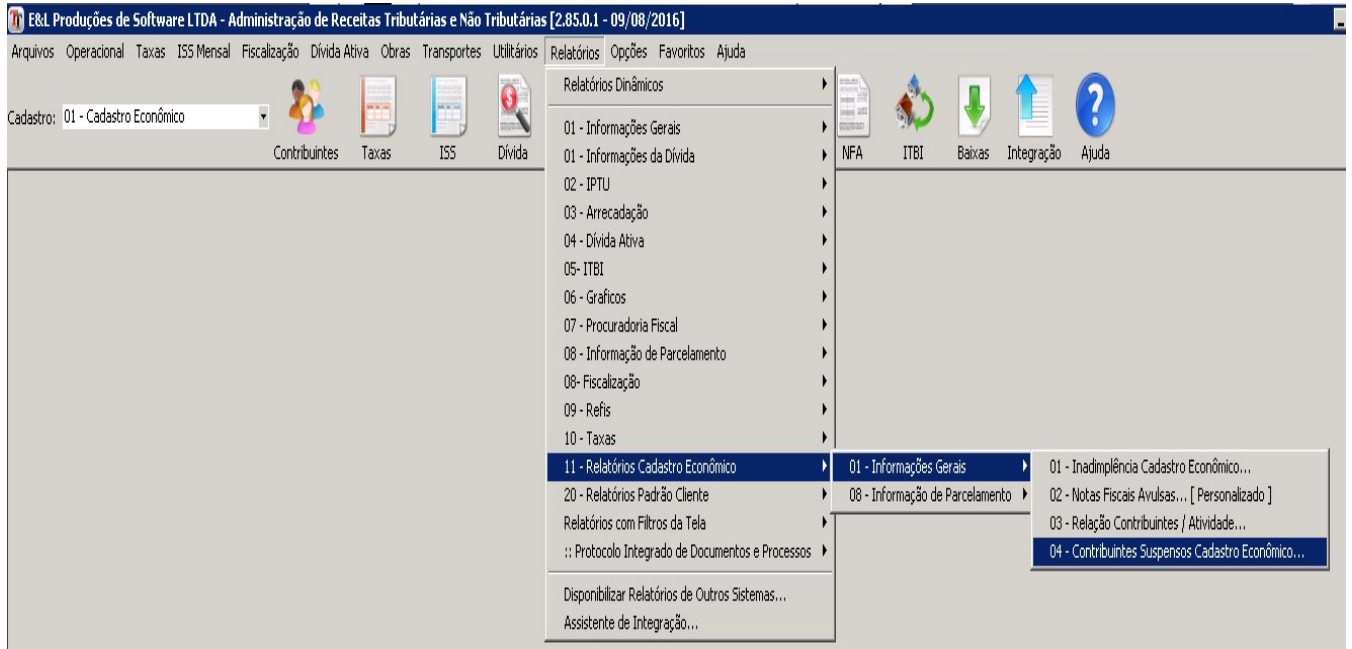 E&L Produções de Software LTDA - Administração de Receitas Tributárias e Não Tributárias [2.85.0.1 - 09/08/2016]
Arquivos Operacional Taxas ISS Mensal Fiscalização Dívida Ativa Obras Transportes Utilitários Relatórios Opções Favoritos Ajuda
Cadastro: 01 - Cadastro Econômico
Contribuintes Taxas ISS Dívida NFA ITBI Baixas Integração Ajuda
Relatórios Dinâmicos
01 - Informações Gerais
01 - Informações da Dívida
02 - IPTU
03 - Arrecadação
04 - Dívida Ativa
05- ITBI
06 - Graficos
07 - Procuradoria Fiscal
08 - Informação de Parcelamento
08- Fiscalização
09 - Refis
10 - Taxas
11 - Relatórios Cadastro Econômico
20 - Relatórios Padrão Cliente
Relatórios com Filtros da Tela
:: Protocolo Integrado de Documentos e Processos
Disponibilizar Relatórios de Outros Sistemas...
Assistente de Integração...
01 - Informações Gerais
08 - Informação de Parcelamento
01 - Inadimplência Cadastro Econômico...
02 - Notas Fiscais Avulsas... [ Personalizado ]
03 - Relação Contribuintes / Atividade...
04 - Contribuintes Suspensos Cadastro Econômico...